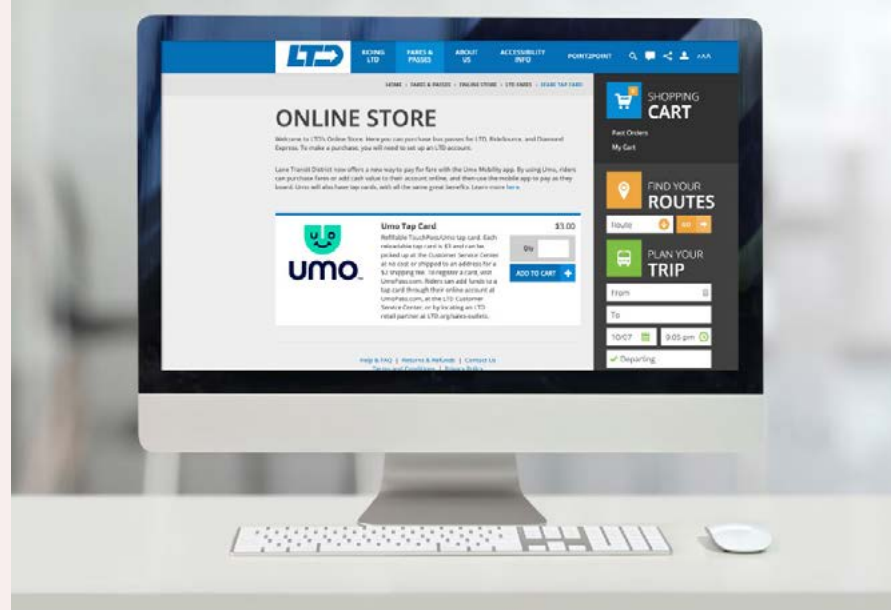 LTD
RIDING
LTD
FARES &
PASSES
ABOUT
US
ACCESSIBILITY
INFO
POINT2POINT
AAA
HOME > FARES & PASSES > ONLINE STORE > LTD FARES >
ONLINE STORE
Welcome to LTD's Online Store. Here you can purchase bus passes for LTD, RideSource, and Diamond
Express. To make a purchase, you will need to set up an LTD account.
Lane Transit District now offers a new way to pay for fares with the Umo Mobility app. By using Umo, riders
can purchase fares or add cash value to their account online, and then use the mobile app to pay as they
board. Umo will also have tap cards, with all the same great benefits. Learn more here.
umo
Umo Tap Card
$3.00
Refillable TouchPass/Umo tap card. Each
reloadable tap card is $3 and can be
picked up at the Customer Service Center
at no cost or shipped to an address for a
$2 shipping fee. To register a card, visit
UmoPass.com. Riders can add funds to a
tap card through their online account at
UmoPass.com, at the LTD Customer
Service Center, or by locating an LTD
retail partner at LTD.org/sales-outlets.
Qty
ADD TO CART +
Help & FAQ | Returns & Refunds | Contact Us
Terms and Conditions | Privacy Policy
SHOPPING
CART
Past Orders
My Cart
FIND YOUR
ROUTES
Route
GO
PLAN YOUR
TRIP
From
To
10/07
9:05 pm
Departing